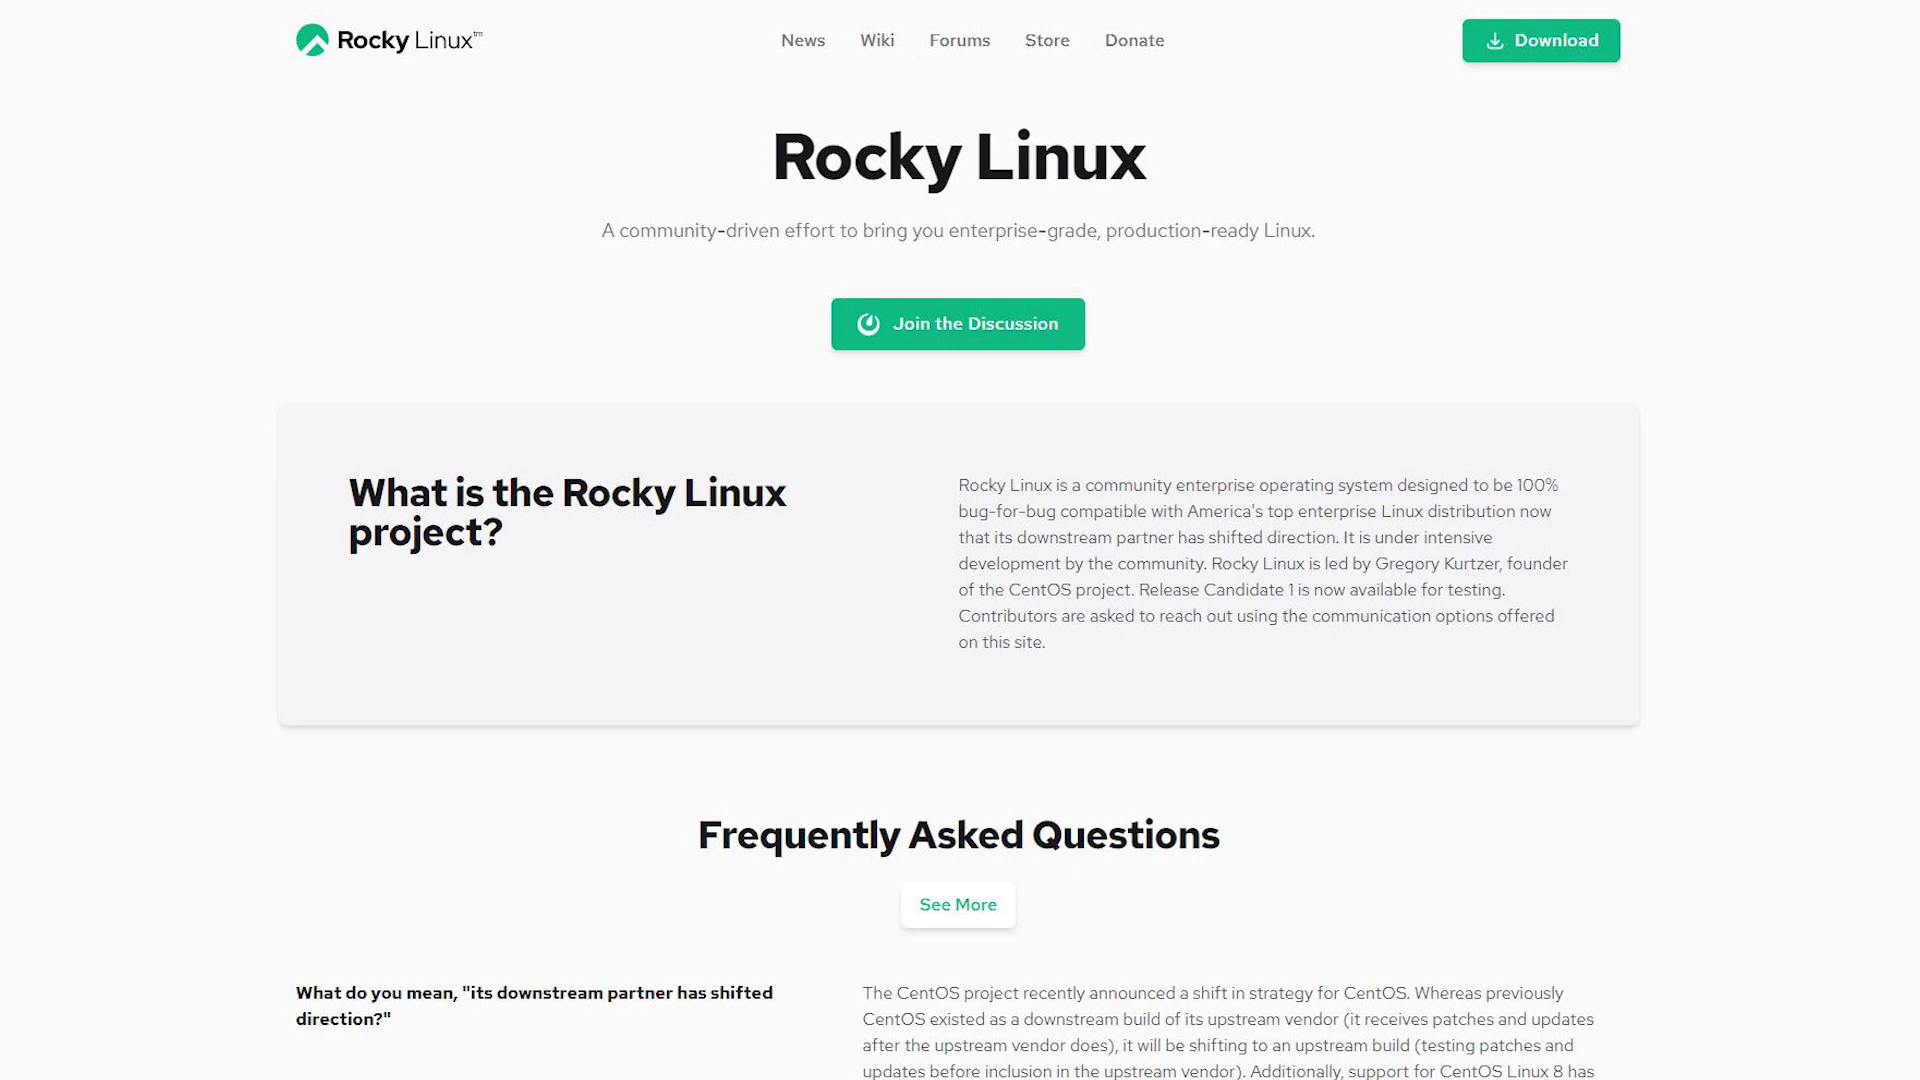 Rocky Linux™
News
Wiki
Forums
Store
Donate
Download
Rocky Linux
A community-driven effort to bring you enterprise-grade, production-ready Linux.
Join the Discussion
What is the Rocky Linux
project?
Rocky Linux is a community enterprise operating system designed to be 100%
bug-for-bug compatible with America's top enterprise Linux distribution now
that its downstream partner has shifted direction. It is under intensive
development by the community. Rocky Linux is led by Gregory Kurtzer, founder
of the CentOS project. Release Candidate 1 is now available for testing.
Contributors are asked to reach out using the communication options offered
on this site.
Frequently Asked Questions
See More
What do you mean, "its downstream partner has shifted
direction?"
The CentOS project recently announced a shift in strategy for CentOS. Whereas previously
CentOS existed as a downstream build of its upstream vendor (it receives patches and updates
after the upstream vendor does), it will be shifting to an upstream build (testing patches and
updates before inclusion in the upstream vendor). Additionally, support for CentOS Linux 8 has